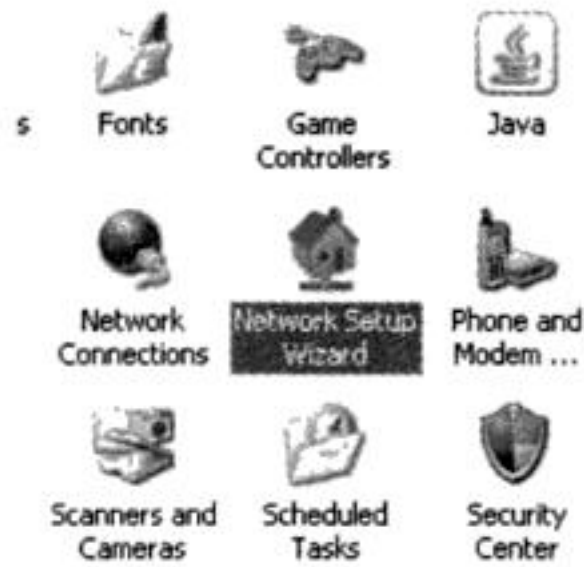 s Fonts Game Controllers Java
Network Connections Network Setup Wizard Phone and Modem ...
Scanners and Cameras Scheduled Tasks Security Center